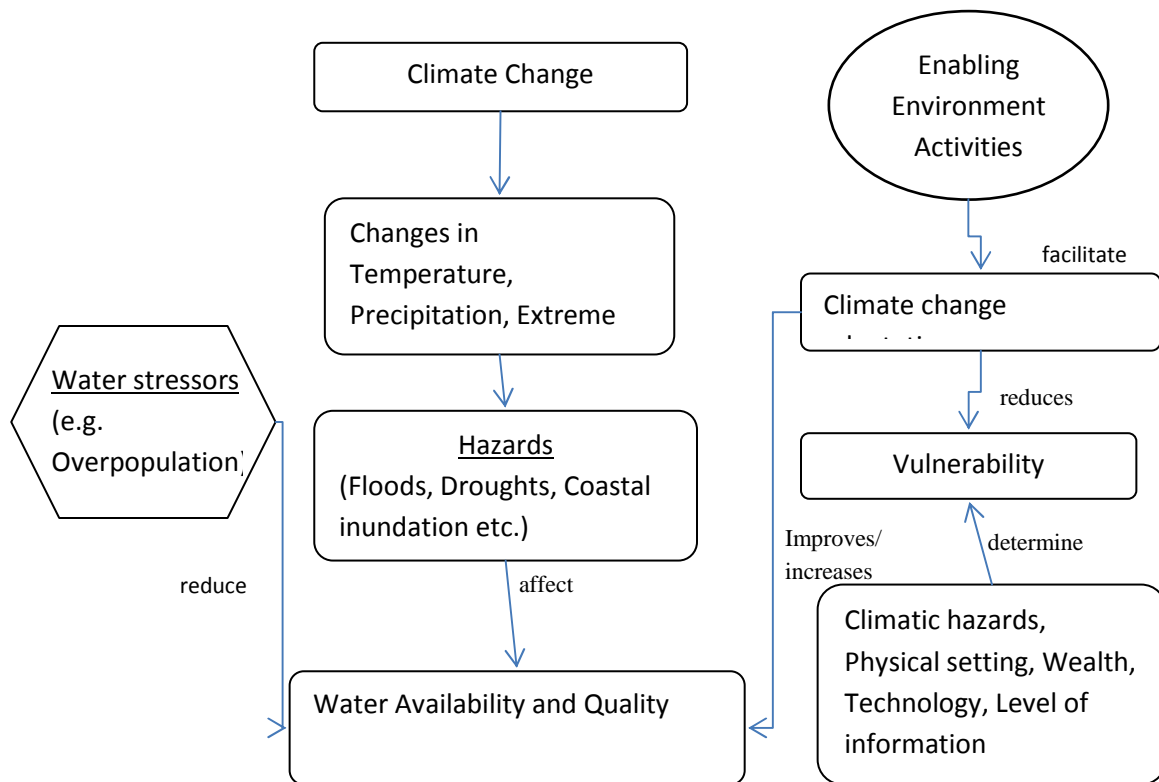 Climate Change
Enabling
Environment
Activities
Changes in
Temperature,
Precipitation, Extreme
facilitate
Climate change
Water stressors
(e.g.
Overpopulation)
reduces
Hazards
(Floods, Droughts, Coastal
inundation etc.)
Vulnerability
Improves/
increases
determine
reduce
affect
Climatic hazards,
Physical setting, Wealth,
Technology, Level of
information
Water Availability and Quality